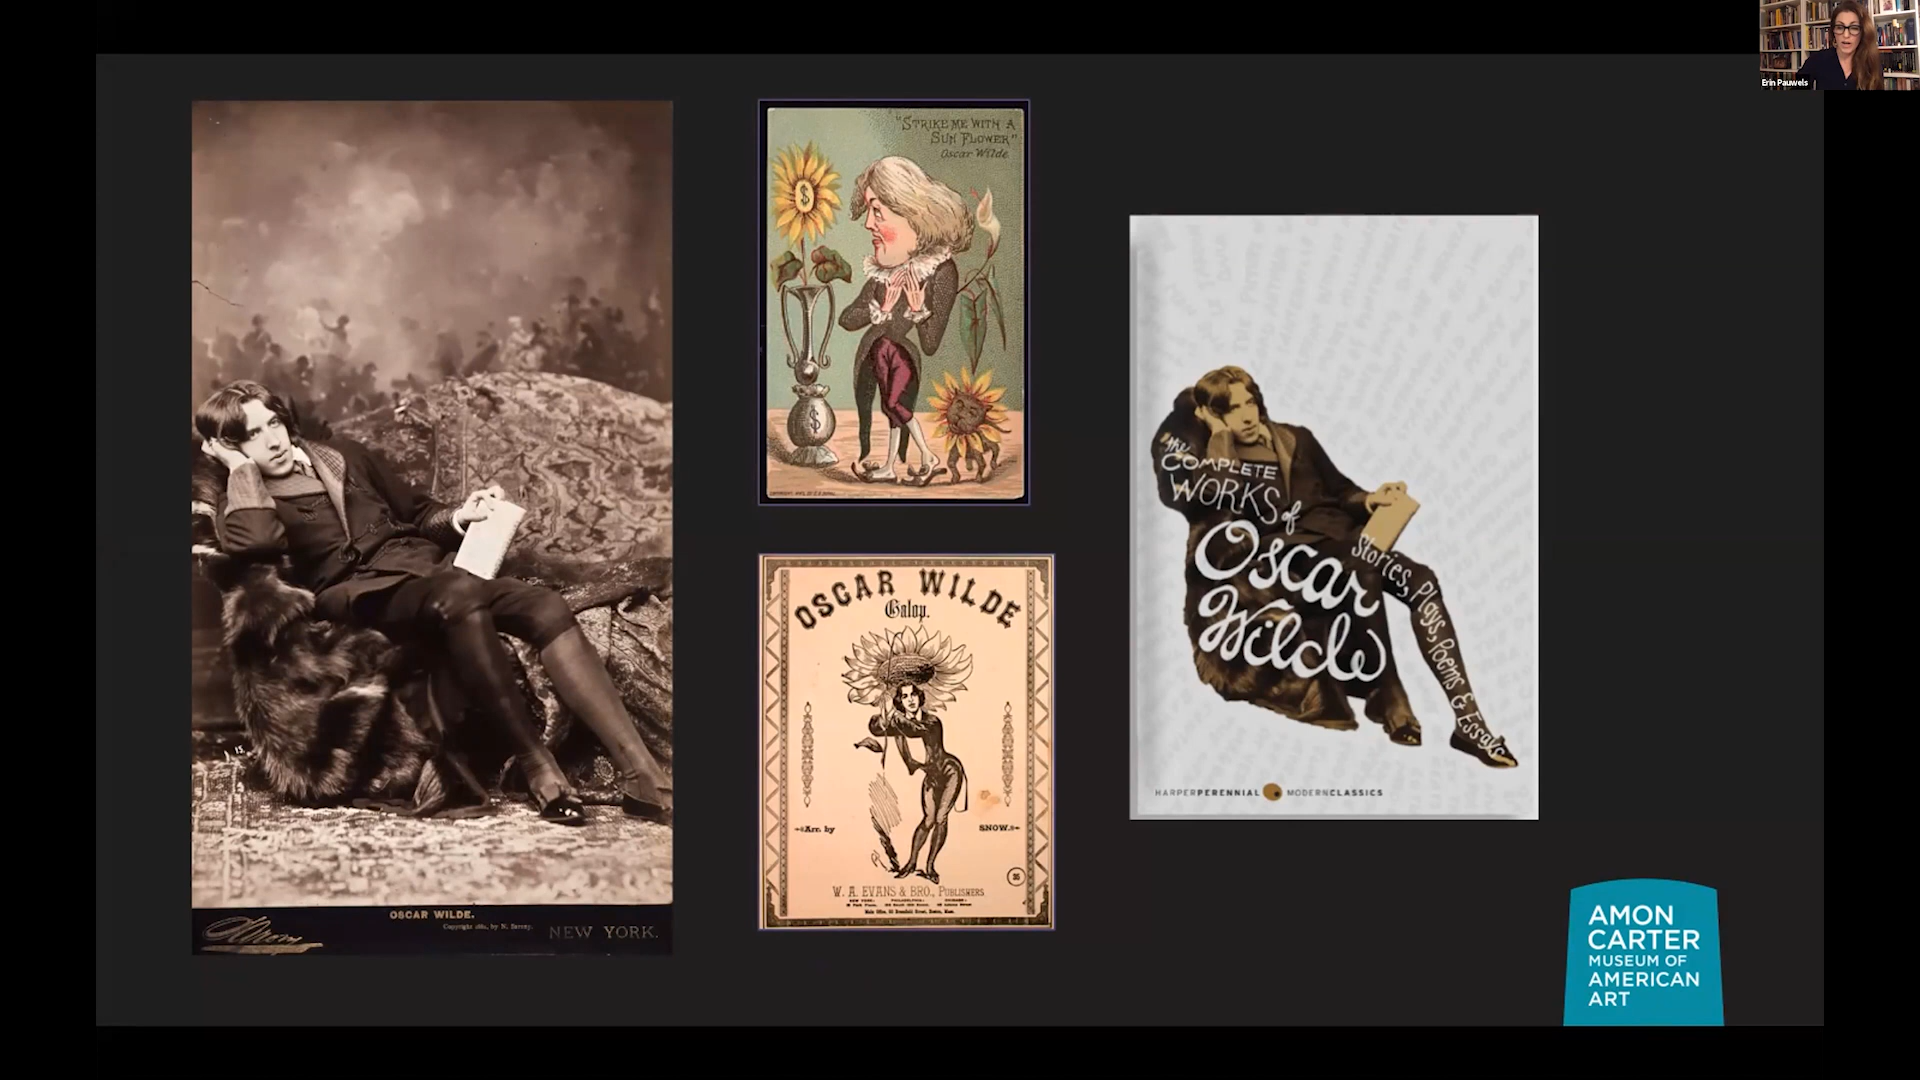 Erin Pauwels
"STRIKE ME WITH A
SUN FLOWER"
Oscar Wilde
$
$
OSCAR WILDE
Galop.
Arr. by
SNOW.
W. A. EVANS & BRO., PUBLISHERS
15.
OSCAR WILDE.
Copyright 1882, by N. Sarony.
NEW YORK.
the
COMPLETE
WORKS of
Oscar
Wilde
Stories, Plays, Poems & Essays
HARPERPERENNIAL MODERNCLASSICS
AMON
CARTER
MUSEUM OF
AMERICAN
ART